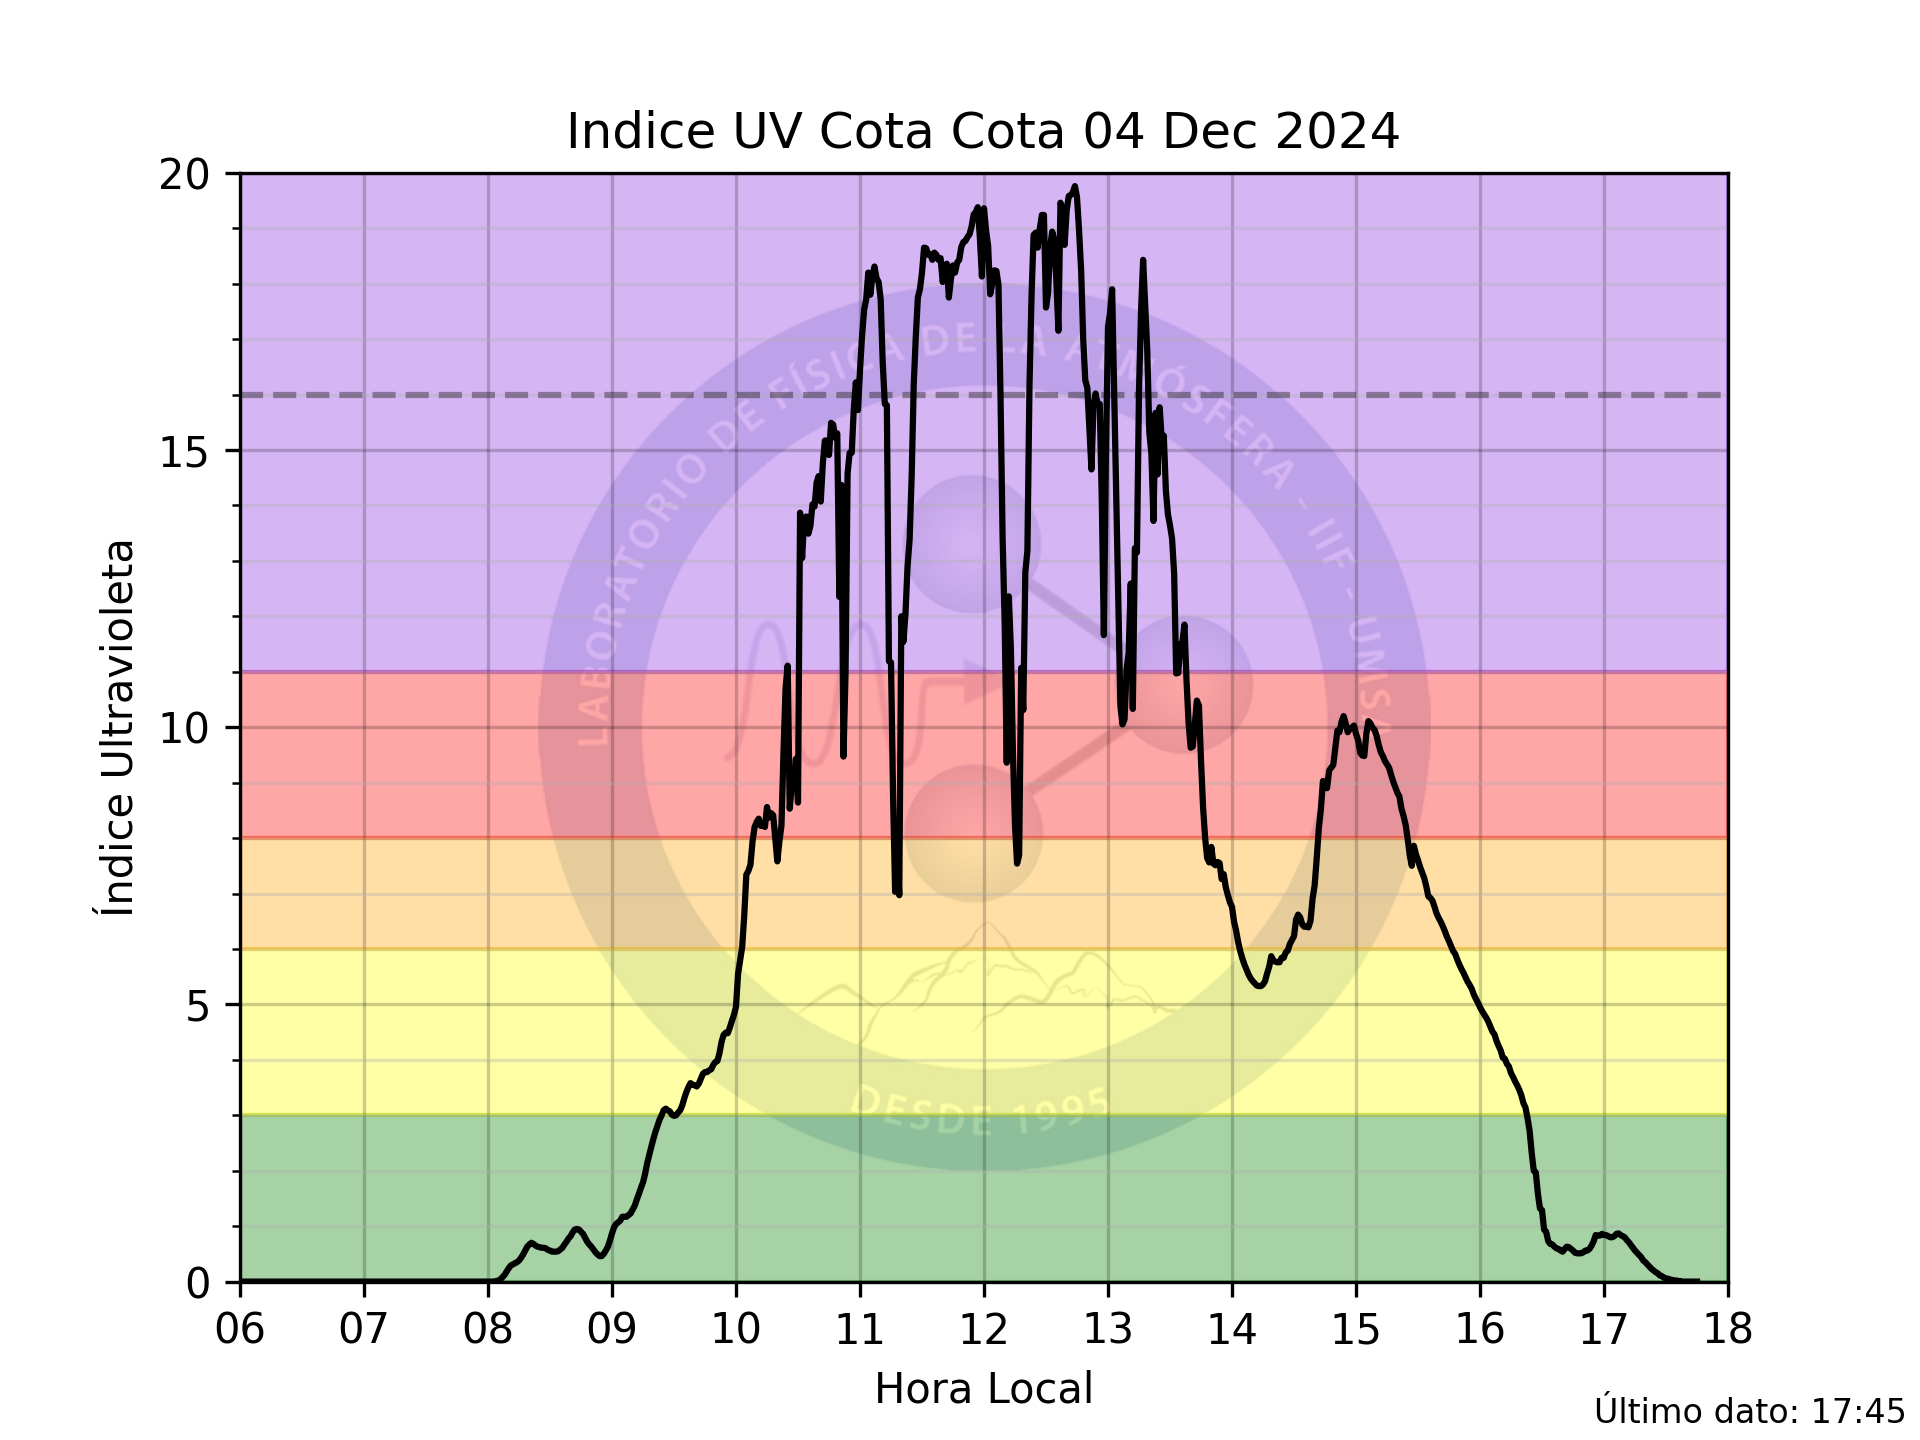 Indice UV Cota Cota 04 Dec 2024
20
15
10
5
0
Índice Ultravioleta
LABORATORIO DE FÍSICA DE LA ATMÓSFERA - IIF - UMSA
DESDE 1995
06 07 08 09 10 11 12 13 14 15 16 17 18
Hora Local
Último dato: 17:45